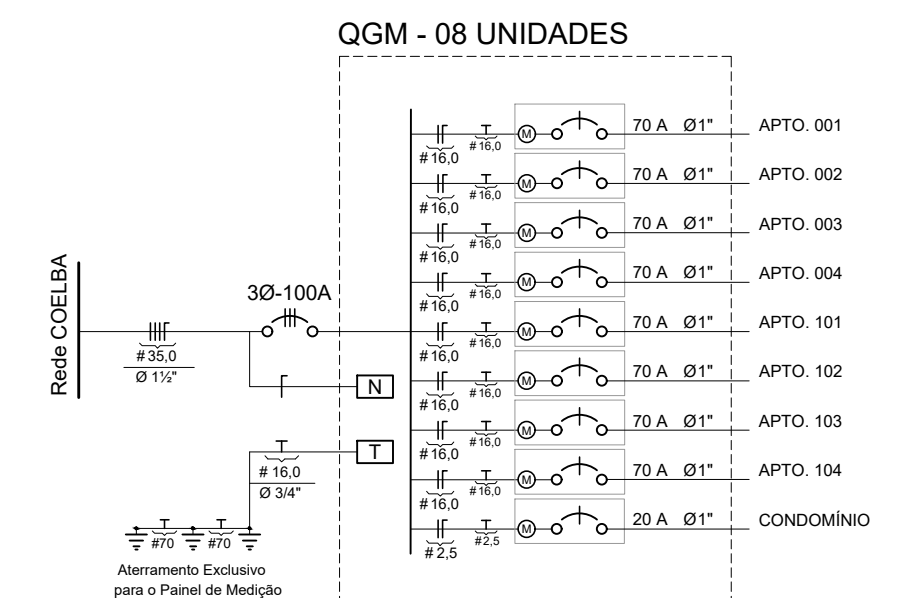 QGM - 08 UNIDADES
70 A Ø1" APTO. 001
# 16,0 # 16,0 M
70 A Ø1" APTO. 002
# 16,0 # 16,0 M
70 A Ø1" APTO. 003
# 16,0 # 16,0 M
70 A Ø1" APTO. 004
# 16,0 # 16,0 M
70 A Ø1" APTO. 101
# 16,0 # 16,0 M
70 A Ø1" APTO. 102
# 16,0 # 16,0 M
70 A Ø1" APTO. 103
# 16,0 # 16,0 M
70 A Ø1" APTO. 104
# 16,0 # 16,0 M
20 A Ø1" CONDOMÍNIO
# 2,5 #2,5 M
Rede COELBA
3Ø-100A
# 35,0
Ø 1½"
N
T
# 16,0
Ø 3/4"
#70 #70
Aterramento Exclusivo
para o Painel de Medição